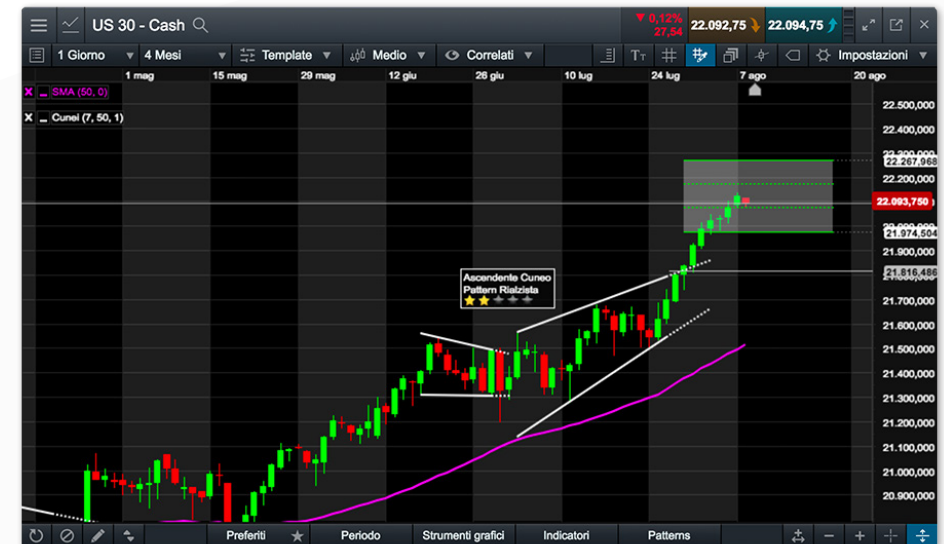 US 30 - Cash
▼ 0,12%
27,54
22.092,75
22.094,75
1 Giorno ▼ 4 Mesi ▼ Template ▼ Medio ▼ Correlati ▼ Impostazioni ▼
1 mag 15 mag 29 mag 12 giu 26 giu 10 lug 24 lug 7 ago 20 ago
X SMA (50, 0)
X Cunei (7, 50, 1)
22.500,000
22.400,000
22.267,968
22.200,000
22.093,750
21.974,504
21.900,000
21.816,486
Ascendente Cuneo
Pattern Rialzista
21.700,000
21.600,000
21.500,000
21.400,000
21.300,000
21.200,000
21.100,000
21.000,000
20.900,000
Preferiti Periodo Strumenti grafici Indicatori Patterns